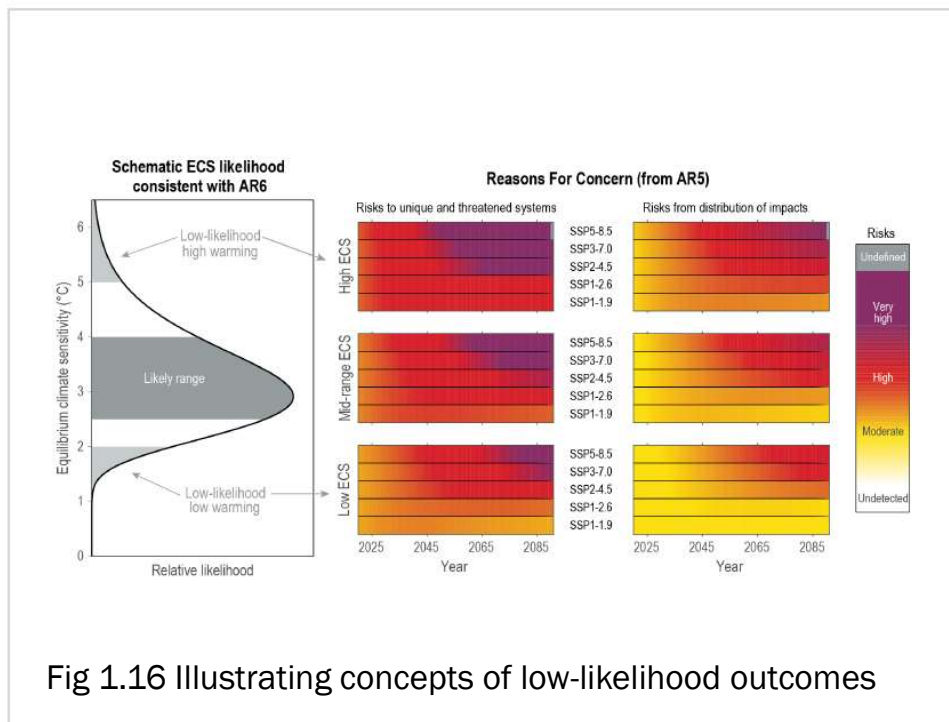 Schematic ECS likelihood
consistent with AR6
Equilibrium climate sensitivity (°C)
6
5
4
3
2
1
0
Low-likelihood
high warming
Likely range
Low-likelihood
low warming
Relative likelihood
Reasons For Concern (from AR5)
Risks to unique and threatened systems
Risks from distribution of impacts
High ECS
SSP5-8.5
SSP3-7.0
SSP2-4.5
SSP1-2.6
SSP1-1.9
Mid-range ECS
SSP5-8.5
SSP3-7.0
SSP2-4.5
SSP1-2.6
SSP1-1.9
Low ECS
SSP5-8.5
SSP3-7.0
SSP2-4.5
SSP1-2.6
SSP1-1.9
2025 2045 2065 2085
Year
2025 2045 2065 2085
Year
Risks
Undefined
Very
high
High
Moderate
Undetected
Fig 1.16 Illustrating concepts of low-likelihood outcomes